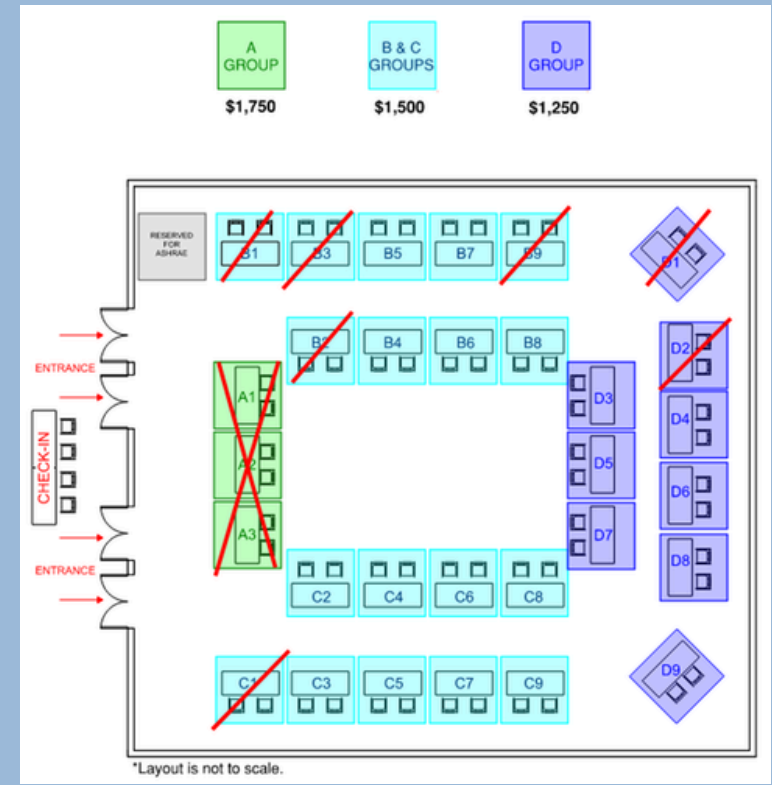 A
GROUP
B & C
GROUPS
D
GROUP
$1,750
$1,500
$1,250
RESERVED
FOR
ASHRAE
B1
B3
B5
B7
B9
D1
B2
B4
B6
B8
D2
ENTRANCE
A1
D3
D4
CHECK-IN
A2
D5
D6
A3
D7
D8
ENTRANCE
C2
C4
C6
C8
C1
C3
C5
C7
C9
D9
*Layout is not to scale.